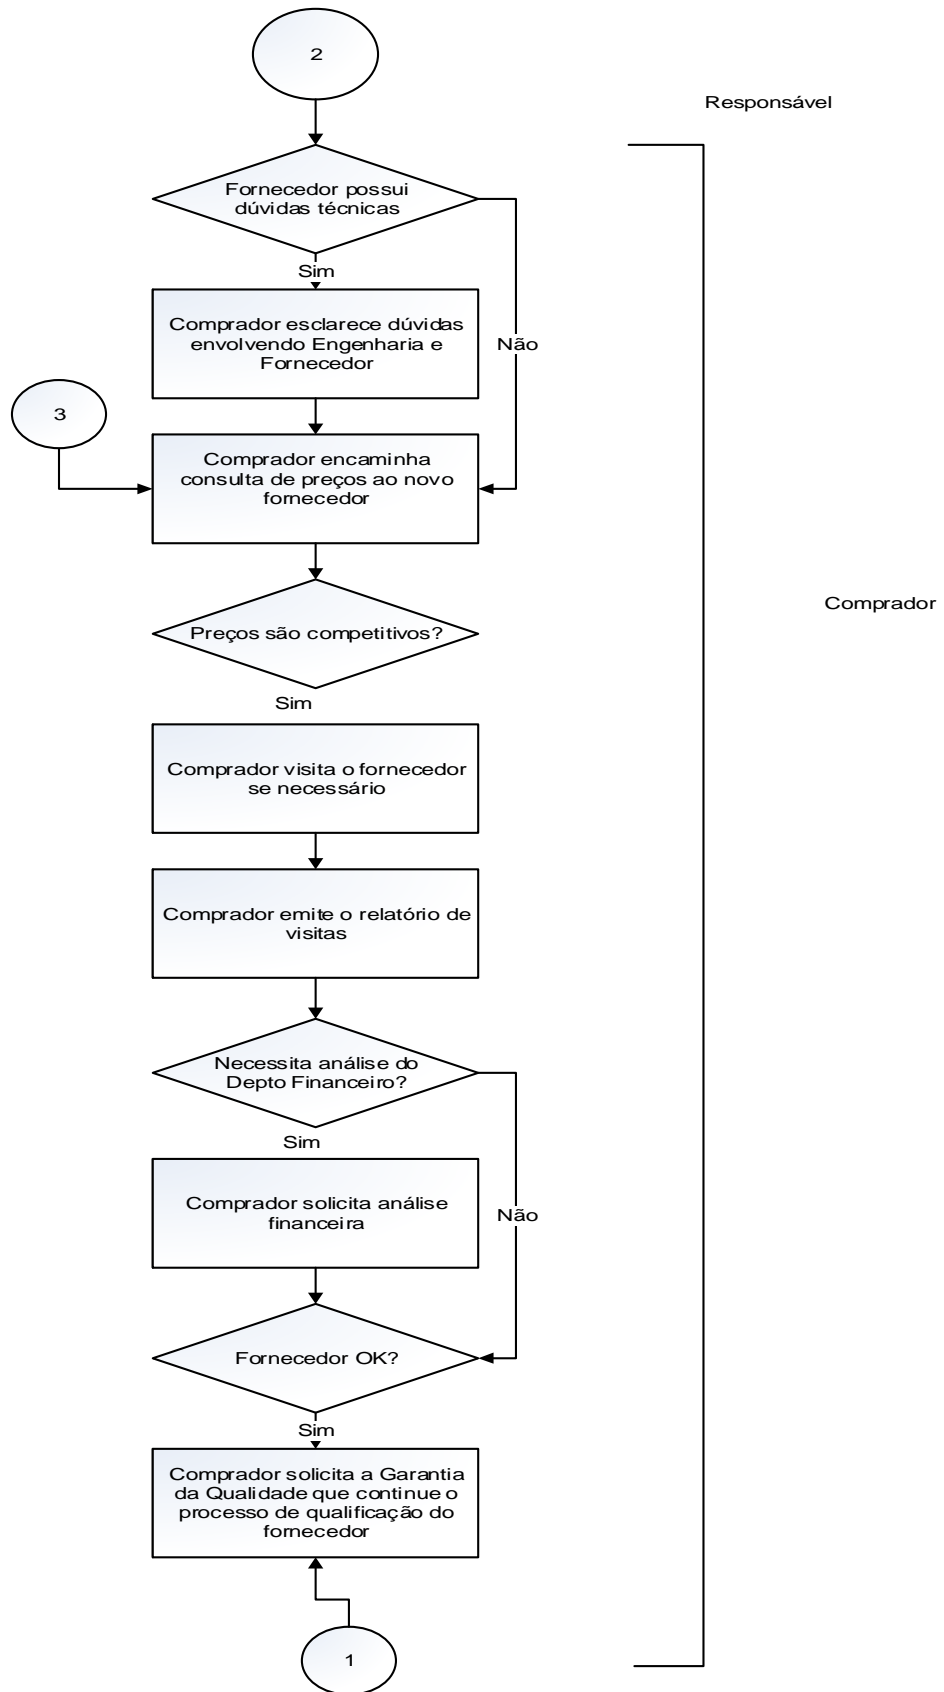 2
Responsável
Fornecedor possui
dúvidas técnicas
Sim
Comprador esclarece dúvidas
envolvendo Engenharia e
Fornecedor
Não
3
Comprador encaminha
consulta de preços ao novo
fornecedor
Comprador
Preços são competitivos?
Sim
Comprador visita o fornecedor
se necessário
Comprador emite o relatório de
visitas
Necessita análise do
Depto Financeiro?
Sim
Comprador solicita análise
financeira
Não
Fornecedor OK?
Sim
Comprador solicita a Garantia
da Qualidade que continue o
processo de qualificação do
fornecedor
1